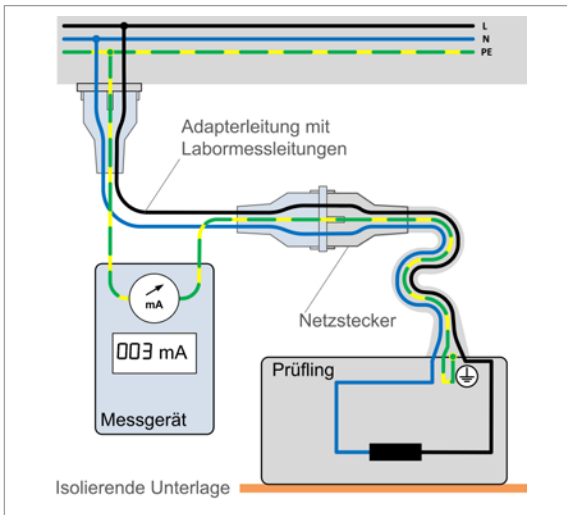 L
N
PE
Adapterleitung mit
Labormessleitungen
mA
003 mA
Messgerät
Netzstecker
Prüfling
Isolierende Unterlage